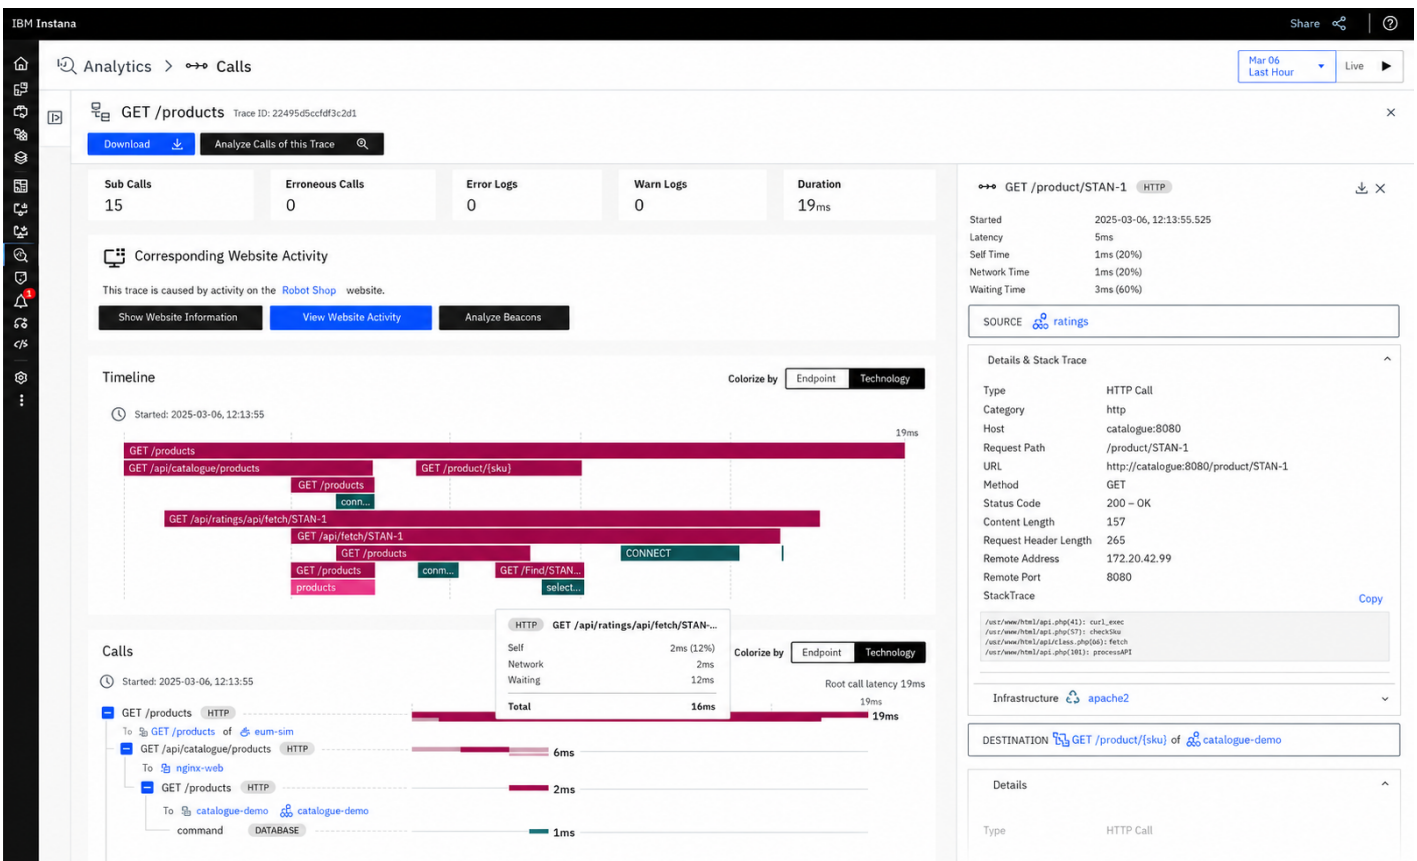 IBM Instana
Share
Analytics > Calls
Mar 06
Last Hour
Live
GET /products Trace ID: 22495d5ccfdf3c2d1
Download
Analyze Calls of this Trace
Sub Calls
15
Erroneous Calls
0
Error Logs
0
Warn Logs
0
Duration
19ms
Corresponding Website Activity
This trace is caused by activity on the Robot Shop website.
Show Website Information
View Website Activity
Analyze Beacons
Timeline
Colorize by Endpoint Technology
Started: 2025-03-06, 12:13:55
19ms
GET /products
GET /api/catalogue/products
GET /product/{sku}
GET /products
conn...
GET /api/ratings/api/fetch/STAN-1
GET /api/fetch/STAN-1
GET /products
CONNECT
GET /products
conm...
GET /Find/STAN...
products
select...
HTTP GET /api/ratings/api/fetch/STAN-...
Self 2ms (12%)
Network 2ms
Waiting 12ms
Total 16ms
Calls
Colorize by Endpoint Technology
Started: 2025-03-06, 12:13:55
Root call latency 19ms
19ms
GET /products HTTP
19ms
To GET /products of eum-sim
GET /api/catalogue/products HTTP
6ms
To nginx-web
GET /products HTTP
2ms
To catalogue-demo catalogue-demo
command DATABASE
1ms
GET /product/STAN-1 HTTP
Started 2025-03-06, 12:13:55.525
Latency 5ms
Self Time 1ms (20%)
Network Time 1ms (20%)
Waiting Time 3ms (60%)
SOURCE ratings
Details & Stack Trace
Type HTTP Call
Category http
Host catalogue:8080
Request Path /product/STAN-1
URL http://catalogue:8080/product/STAN-1
Method GET
Status Code 200 – OK
Content Length 157
Request Header Length 265
Remote Address 172.20.42.99
Remote Port 8080
StackTrace
Copy
/usr/www/html/api.php(41): curl_exec
/usr/www/html/api.php(57): checkSku
/usr/www/html/api/class.php(66): fetch
/usr/www/html/api.php(101): processAPI
Infrastructure apache2
DESTINATION GET /product/{sku} of catalogue-demo
Details
Type HTTP Call
1